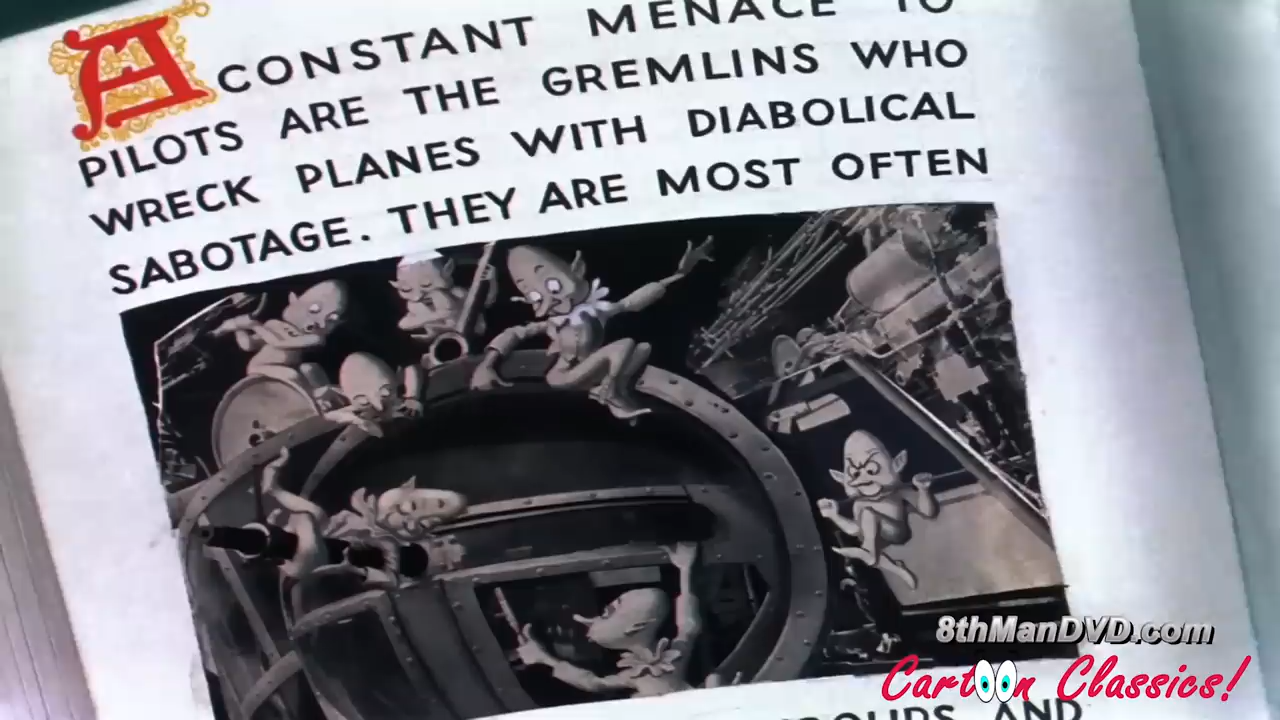 A CONSTANT MENACE TO
PILOTS ARE THE GREMLINS WHO
WRECK PLANES WITH DIABOLICAL
SABOTAGE. THEY ARE MOST OFTEN
8thManDVD.com
Cartoon Classics!
AND